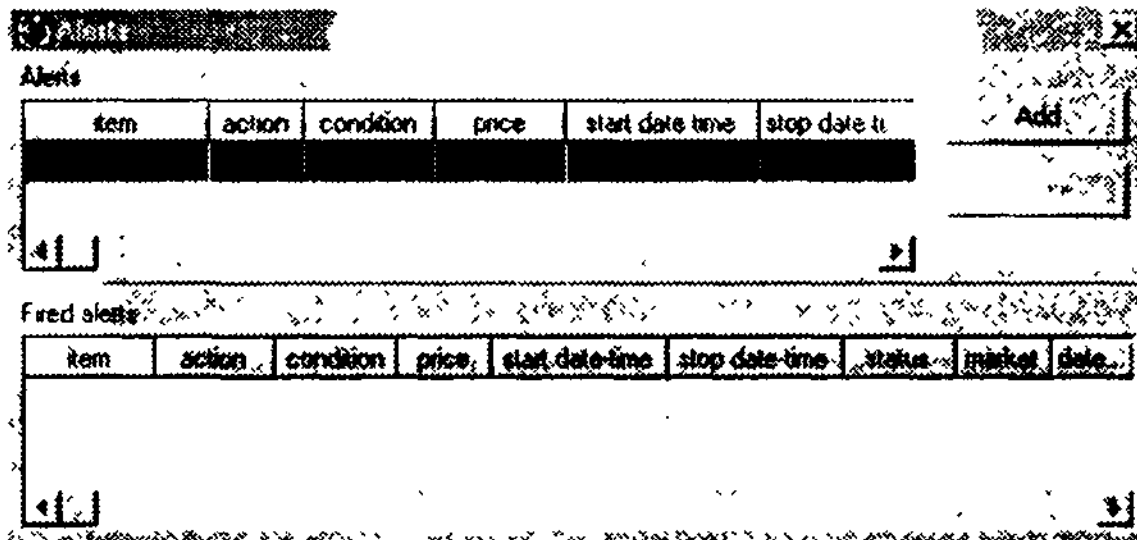 Alerts
Alerts
item action condition price start date time stop date ti
Add
Fired alerts
item action condition price start date-time stop date-time status market date...